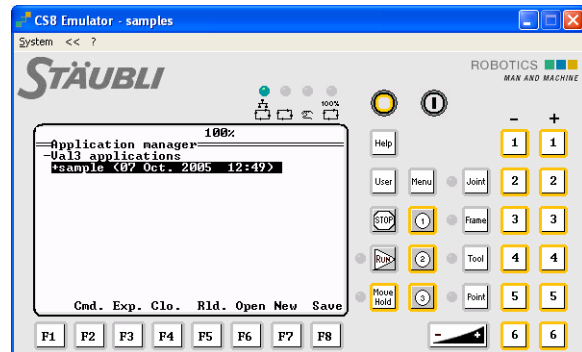 CS8 Emulator - samples
System << ?
STÄUBLI
ROBOTICS
MAN AND MACHINE
100%
- +
100%
Application manager
-Val3 applications
+sample (07 Oct. 2005 12:49)
Cmd. Exp. Clo. Rld. Open New Save
Help 1 1
User Menu Joint 2 2
STOP 1 Frame 3 3
RUN 2 Tool 4 4
Move Hold 3 Point 5 5
F1 F2 F3 F4 F5 F6 F7 F8
- + 6 6